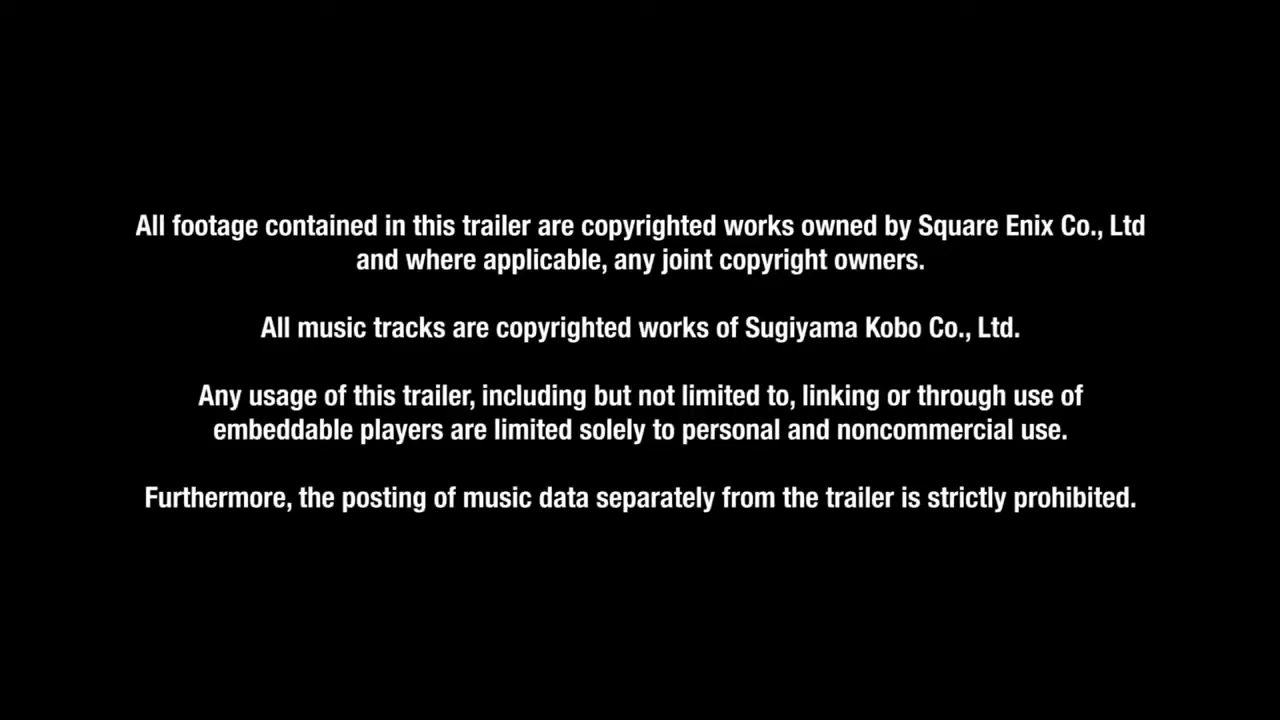 All footage contained in this trailer are copyrighted works owned by Square Enix Co., Ltd
and where applicable, any joint copyright owners.
All music tracks are copyrighted works of Sugiyama Kobo Co., Ltd.
Any usage of this trailer, including but not limited to, linking or through use of
embeddable players are limited solely to personal and noncommercial use.
Furthermore, the posting of music data separately from the trailer is strictly prohibited.